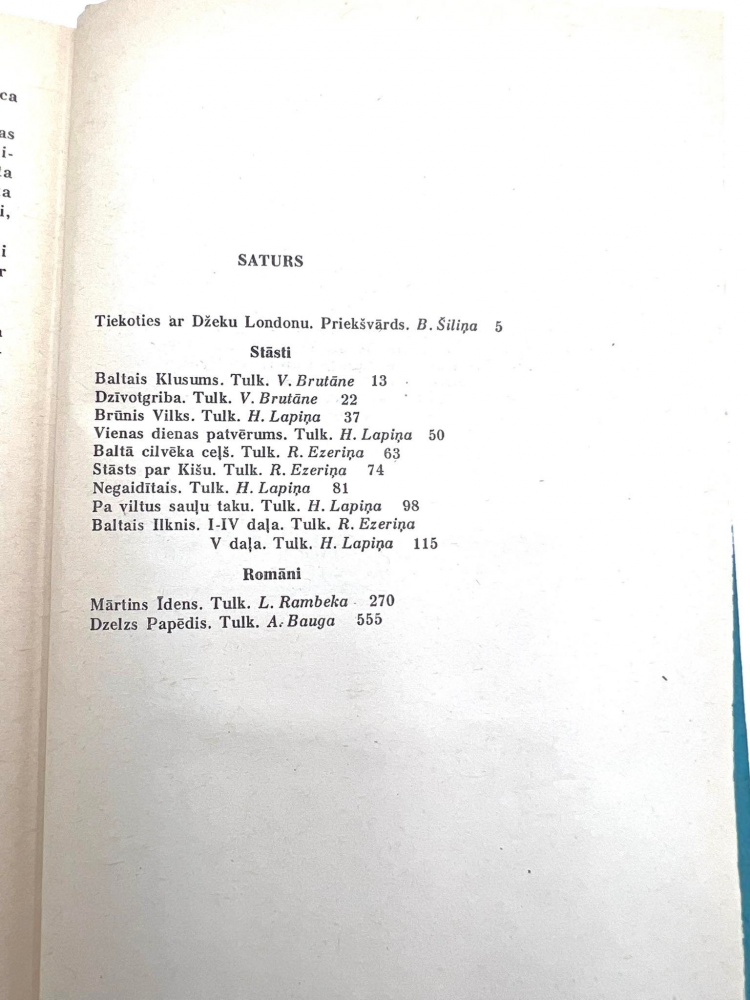 ca
as
i-
a
a
i,
i
r
SATURS
Tiekoties ar Džeku Londonu. Priekšvārds. B. Šiliņa 5
Stāsti
Baltais Klusums. Tulk. V. Brutāne 13
Dzīvotgriba. Tulk. V. Brutāne 22
Brūnis Vilks. Tulk. H. Lapiņa 37
Vienas dienas patvērums. Tulk. H. Lapiņa 50
Baltā cilvēka ceļš. Tulk. R. Ezeriņa 63
Stāsts par Kišu. Tulk. R. Ezeriņa 74
Negaidītais. Tulk. H. Lapiņa 81
Pa viltus sauļu taku. Tulk. H. Lapiņa 98
Baltais Ilknis. I-IV daļa. Tulk. R. Ezeriņa
V daļa. Tulk. H. Lapiņa 115
Romāni
Mārtins Idens. Tulk. L. Rambeka 270
Dzelzs Papēdis. Tulk. A. Bauga 555